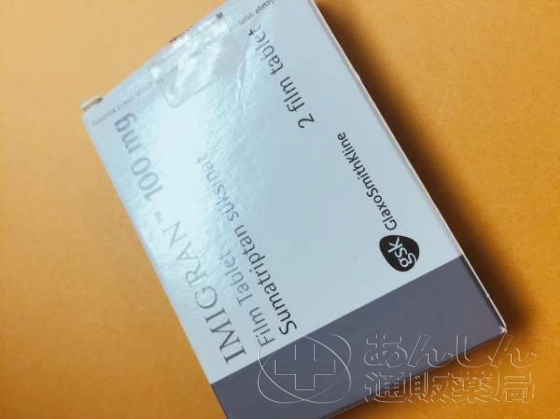 IMIGRAN™ 100 mg
Film Tablet
Sumatriptan süksinat
2 film tablet
gsk GlaxoSmithKline
あんしん
通販薬局